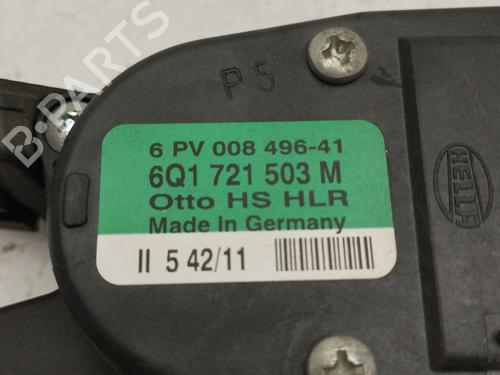 B-PARTS
P 5
6 PV 008 496-41
6Q1 721 503 M
Otto HS HLR
Made in Germany
II 5 42/11
HELLA